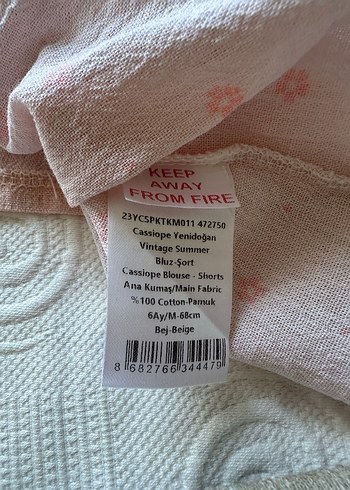 KEEP
AWAY
FROM FIRE
23YCSPKTKM011 472750
Cassiope Yenidoğan
Vintage Summer
Bluz-Şort
Cassiope Blouse - Shorts
Ana Kumaş/Main Fabric
%100 Cotton-Pamuk
6Ay/M-68cm
Bej-Beige
8 682766 344479